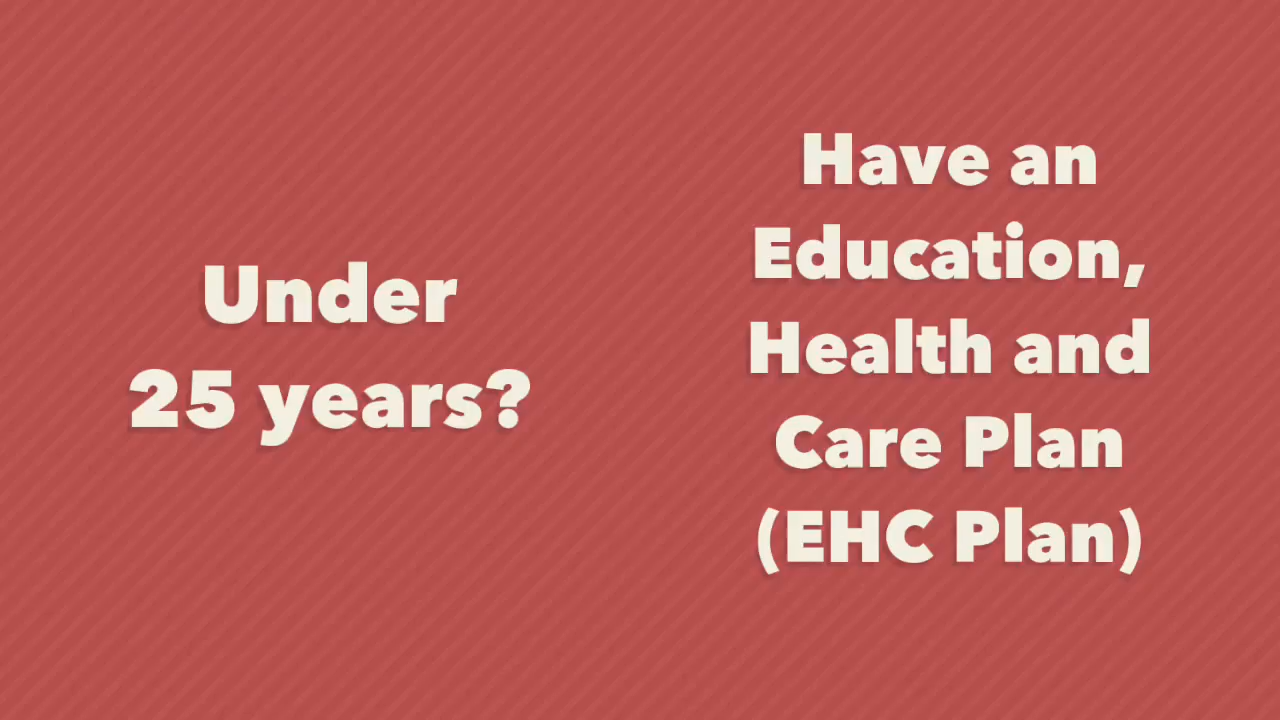 Under
25 years?
Have an
Education,
Health and
Care Plan
(EHC Plan)